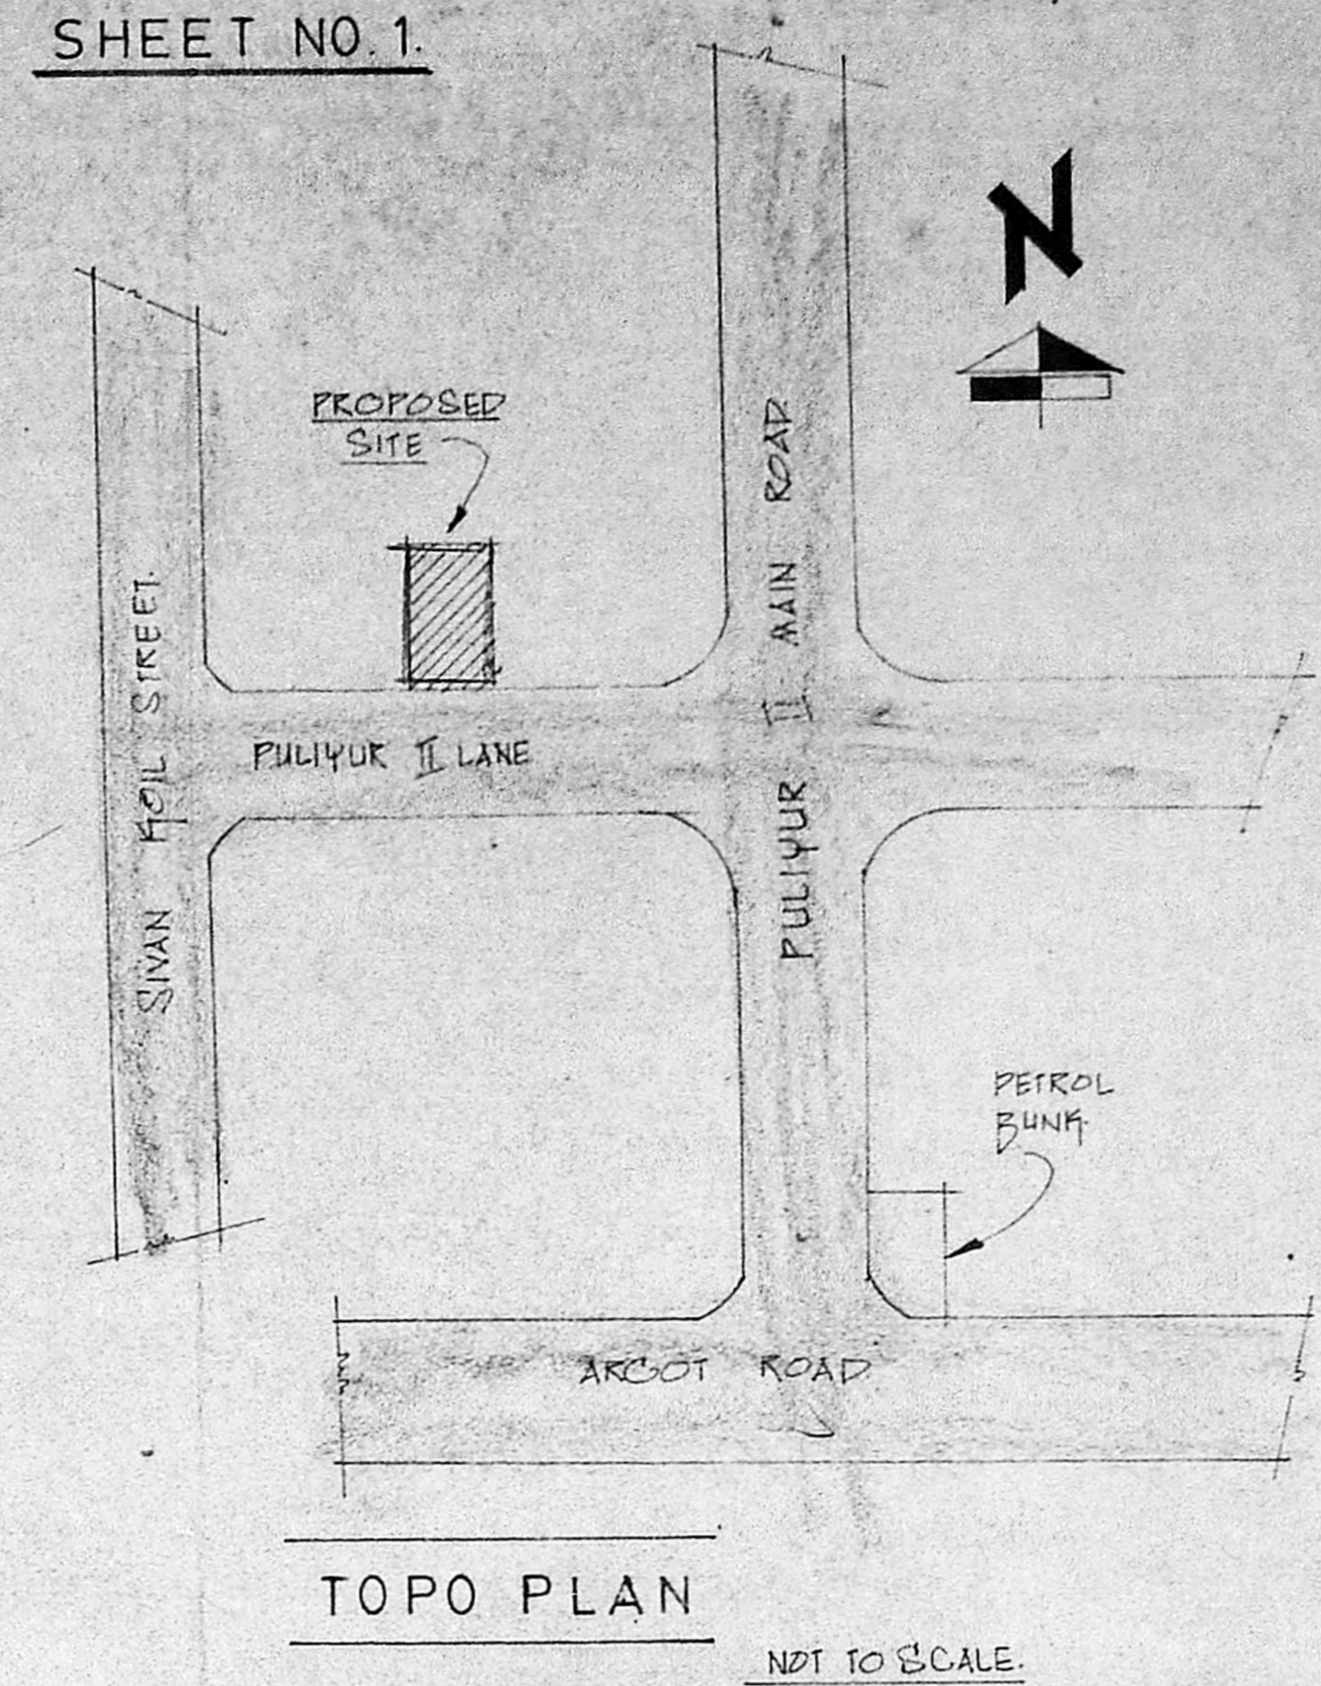 SHEET NO. 1.
N
PROPOSED
SITE
PULIYUR II MAIN ROAD.
SIVAN KOIL STREET.
PULIYUR II LANE
PETROL
BUNK.
ARCOT ROAD
TOPO PLAN
NOT TO SCALE.